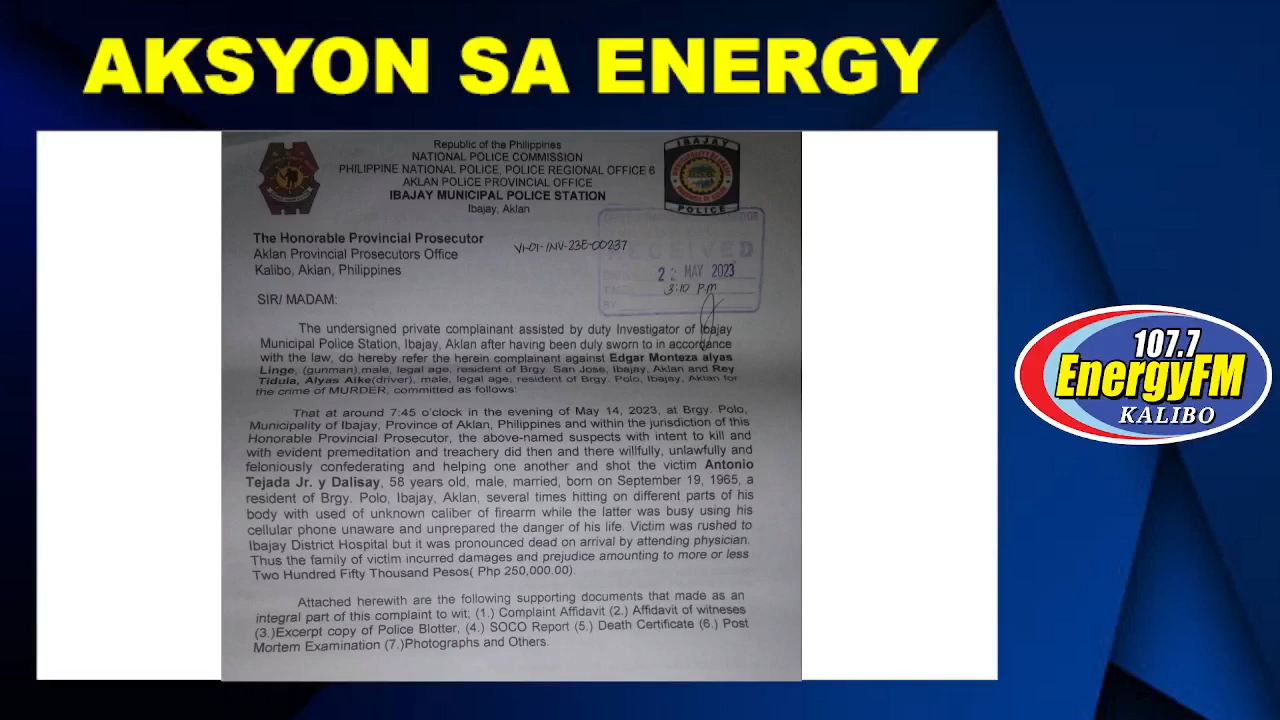 AKSYON SA ENERGY
Republic of the Philippines
NATIONAL POLICE COMMISSION
PHILIPPINE NATIONAL POLICE, POLICE REGIONAL OFFICE 6
AKLAN POLICE PROVINCIAL OFFICE
IBAJAY MUNICIPAL POLICE STATION
Ibajay, Aklan
IBAJAY
POLICE
The Honorable Provincial Prosecutor
Aklan Provincial Prosecutors Office
Kalibo, Aklan, Philippines
VI-01-INV-23E-00237
RECEIVED
22 MAY 2023
3:10 P.M
SIR/ MADAM:
The undersigned private complainant assisted by duty Investigator of Ibajay
Municipal Police Station, Ibajay, Aklan after having been duly sworn to in accordance
with the law, do hereby refer the herein complainant against Edgar Monteza alyas
Linge, (gunman),male, legal age, resident of Brgy. San Jose, Ibajay, Aklan and Rey
Tidula, Alyas Aike(driver), male, legal age, resident of Brgy. Polo, Ibajay, Aklan for
the crime of MURDER, committed as follows:
That at around 7:45 o'clock in the evening of May 14, 2023, at Brgy. Polo,
Municipality of Ibajay, Province of Aklan, Philippines and within the jurisdiction of this
Honorable Provincial Prosecutor, the above-named suspects with intent to kill and
with evident premeditation and treachery did then and there willfully, unlawfully and
feloniously confederating and helping one another and shot the victim Antonio
Tejada Jr. y Dalisay, 58 years old, male, married, born on September 19, 1965, a
resident of Brgy. Polo, Ibajay, Aklan, several times hitting on different parts of his
body with used of unknown caliber of firearm while the latter was busy using his
cellular phone unaware and unprepared the danger of his life. Victim was rushed to
Ibajay District Hospital but it was pronounced dead on arrival by attending physician.
Thus the family of victim incurred damages and prejudice amounting to more or less
Two Hundred Fifty Thousand Pesos( Php 250,000.00).
Attached herewith are the following supporting documents that made as an
integral part of this complaint to wit; (1.) Complaint Affidavit (2.) Affidavit of witneses
(3.)Excerpt copy of Police Blotter, (4.) SOCO Report (5.) Death Certificate (6.) Post
Mortem Examination (7.)Photographs and Others.
107.7
EnergyFM
KALIBO